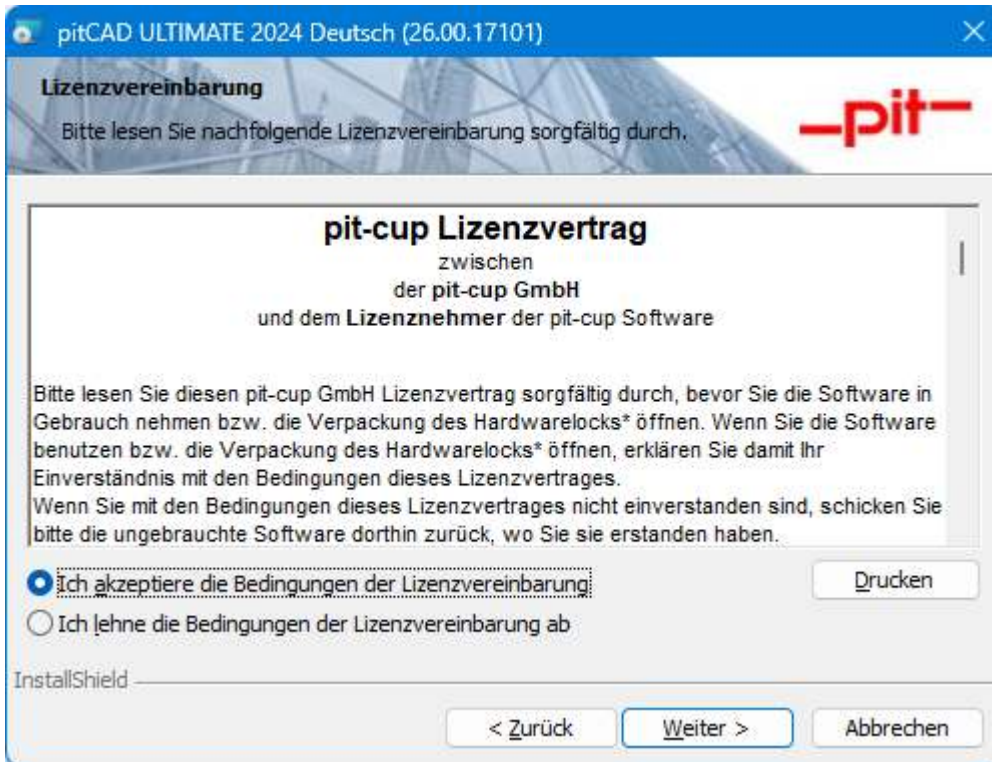 pitCAD ULTIMATE 2024 Deutsch (26.00.17101)
Lizenzvereinbarung
Bitte lesen Sie nachfolgende Lizenzvereinbarung sorgfältig durch.
pit
pit-cup Lizenzvertrag
zwischen
der pit-cup GmbH
und dem Lizenznehmer der pit-cup Software
Bitte lesen Sie diesen pit-cup GmbH Lizenzvertrag sorgfältig durch, bevor Sie die Software in
Gebrauch nehmen bzw. die Verpackung des Hardwarelocks* öffnen. Wenn Sie die Software
benutzen bzw. die Verpackung des Hardwarelocks* öffnen, erklären Sie damit Ihr
Einverständnis mit den Bedingungen dieses Lizenzvertrages.
Wenn Sie mit den Bedingungen dieses Lizenzvertrages nicht einverstanden sind, schicken Sie
bitte die ungebrauchte Software dorthin zurück, wo Sie sie erstanden haben.
Ich akzeptiere die Bedingungen der Lizenzvereinbarung
Drucken
Ich lehne die Bedingungen der Lizenzvereinbarung ab
InstallShield
< Zurück
Weiter >
Abbrechen